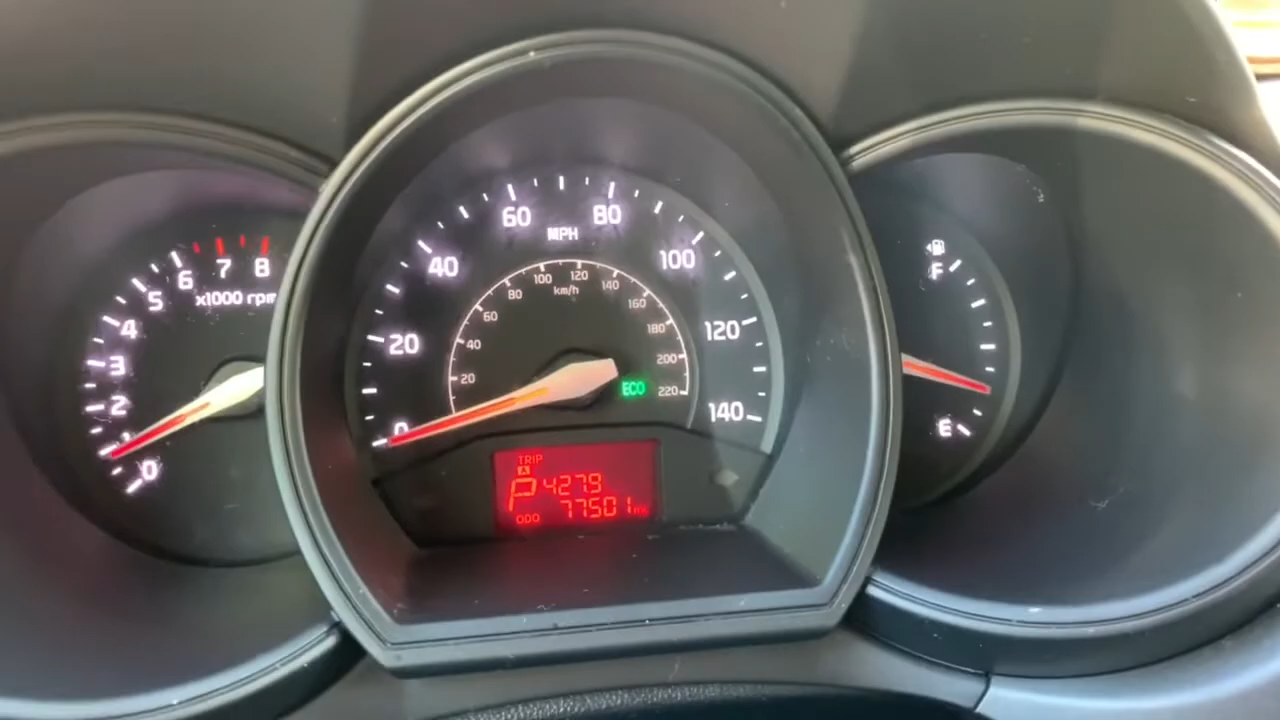 0 1 2 3 4 5 6 7 8
x1000 rpm
0 20 40 60 80 100 120 140
MPH
20 40 60 80 100 120 140 160 180 200 220
km/h
ECO
TRIP
A
P 427.9
ODO 77501
F
E